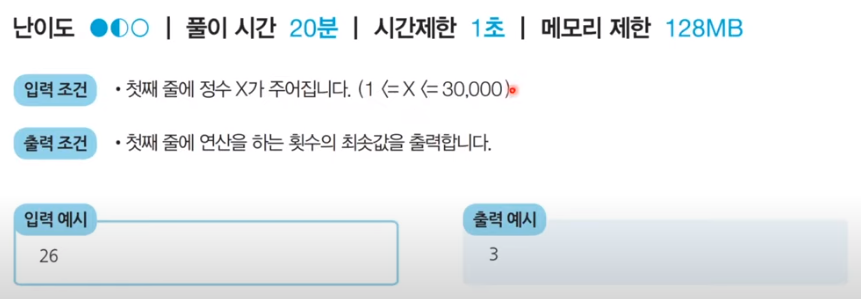 난이도 ●◐○ | 풀이 시간 20분 | 시간제한 1초 | 메모리 제한 128MB
입력 조건 • 첫째 줄에 정수 X가 주어집니다. (1 <= X <= 30,000)
출력 조건 • 첫째 줄에 연산을 하는 횟수의 최솟값을 출력합니다.
입력 예시
26
출력 예시
3